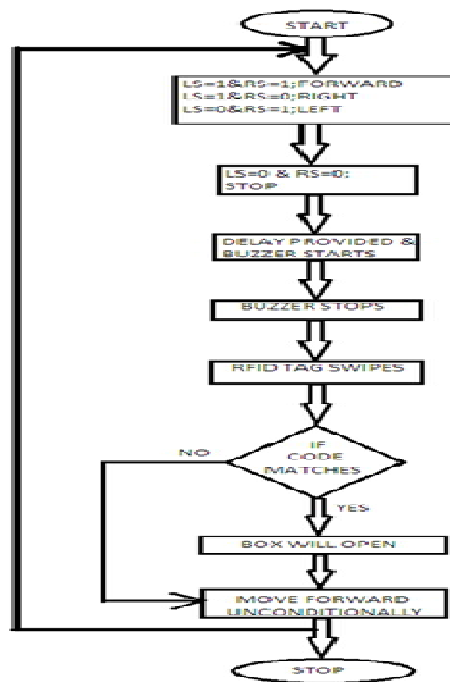 START
LS=1&RS=1;FORWARD
LS=1&RS=0;RIGHT
LS=0&RS=1;LEFT
LS=0 & RS=0;
STOP
DELAY PROVIDED &
BUZZER STARTS
BUZZER STOPS
RFID TAG SWIPES
IF
CODE
MATCHES
NO
YES
BOX WILL OPEN
MOVE FORWARD
UNCONDITIONALLY
STOP